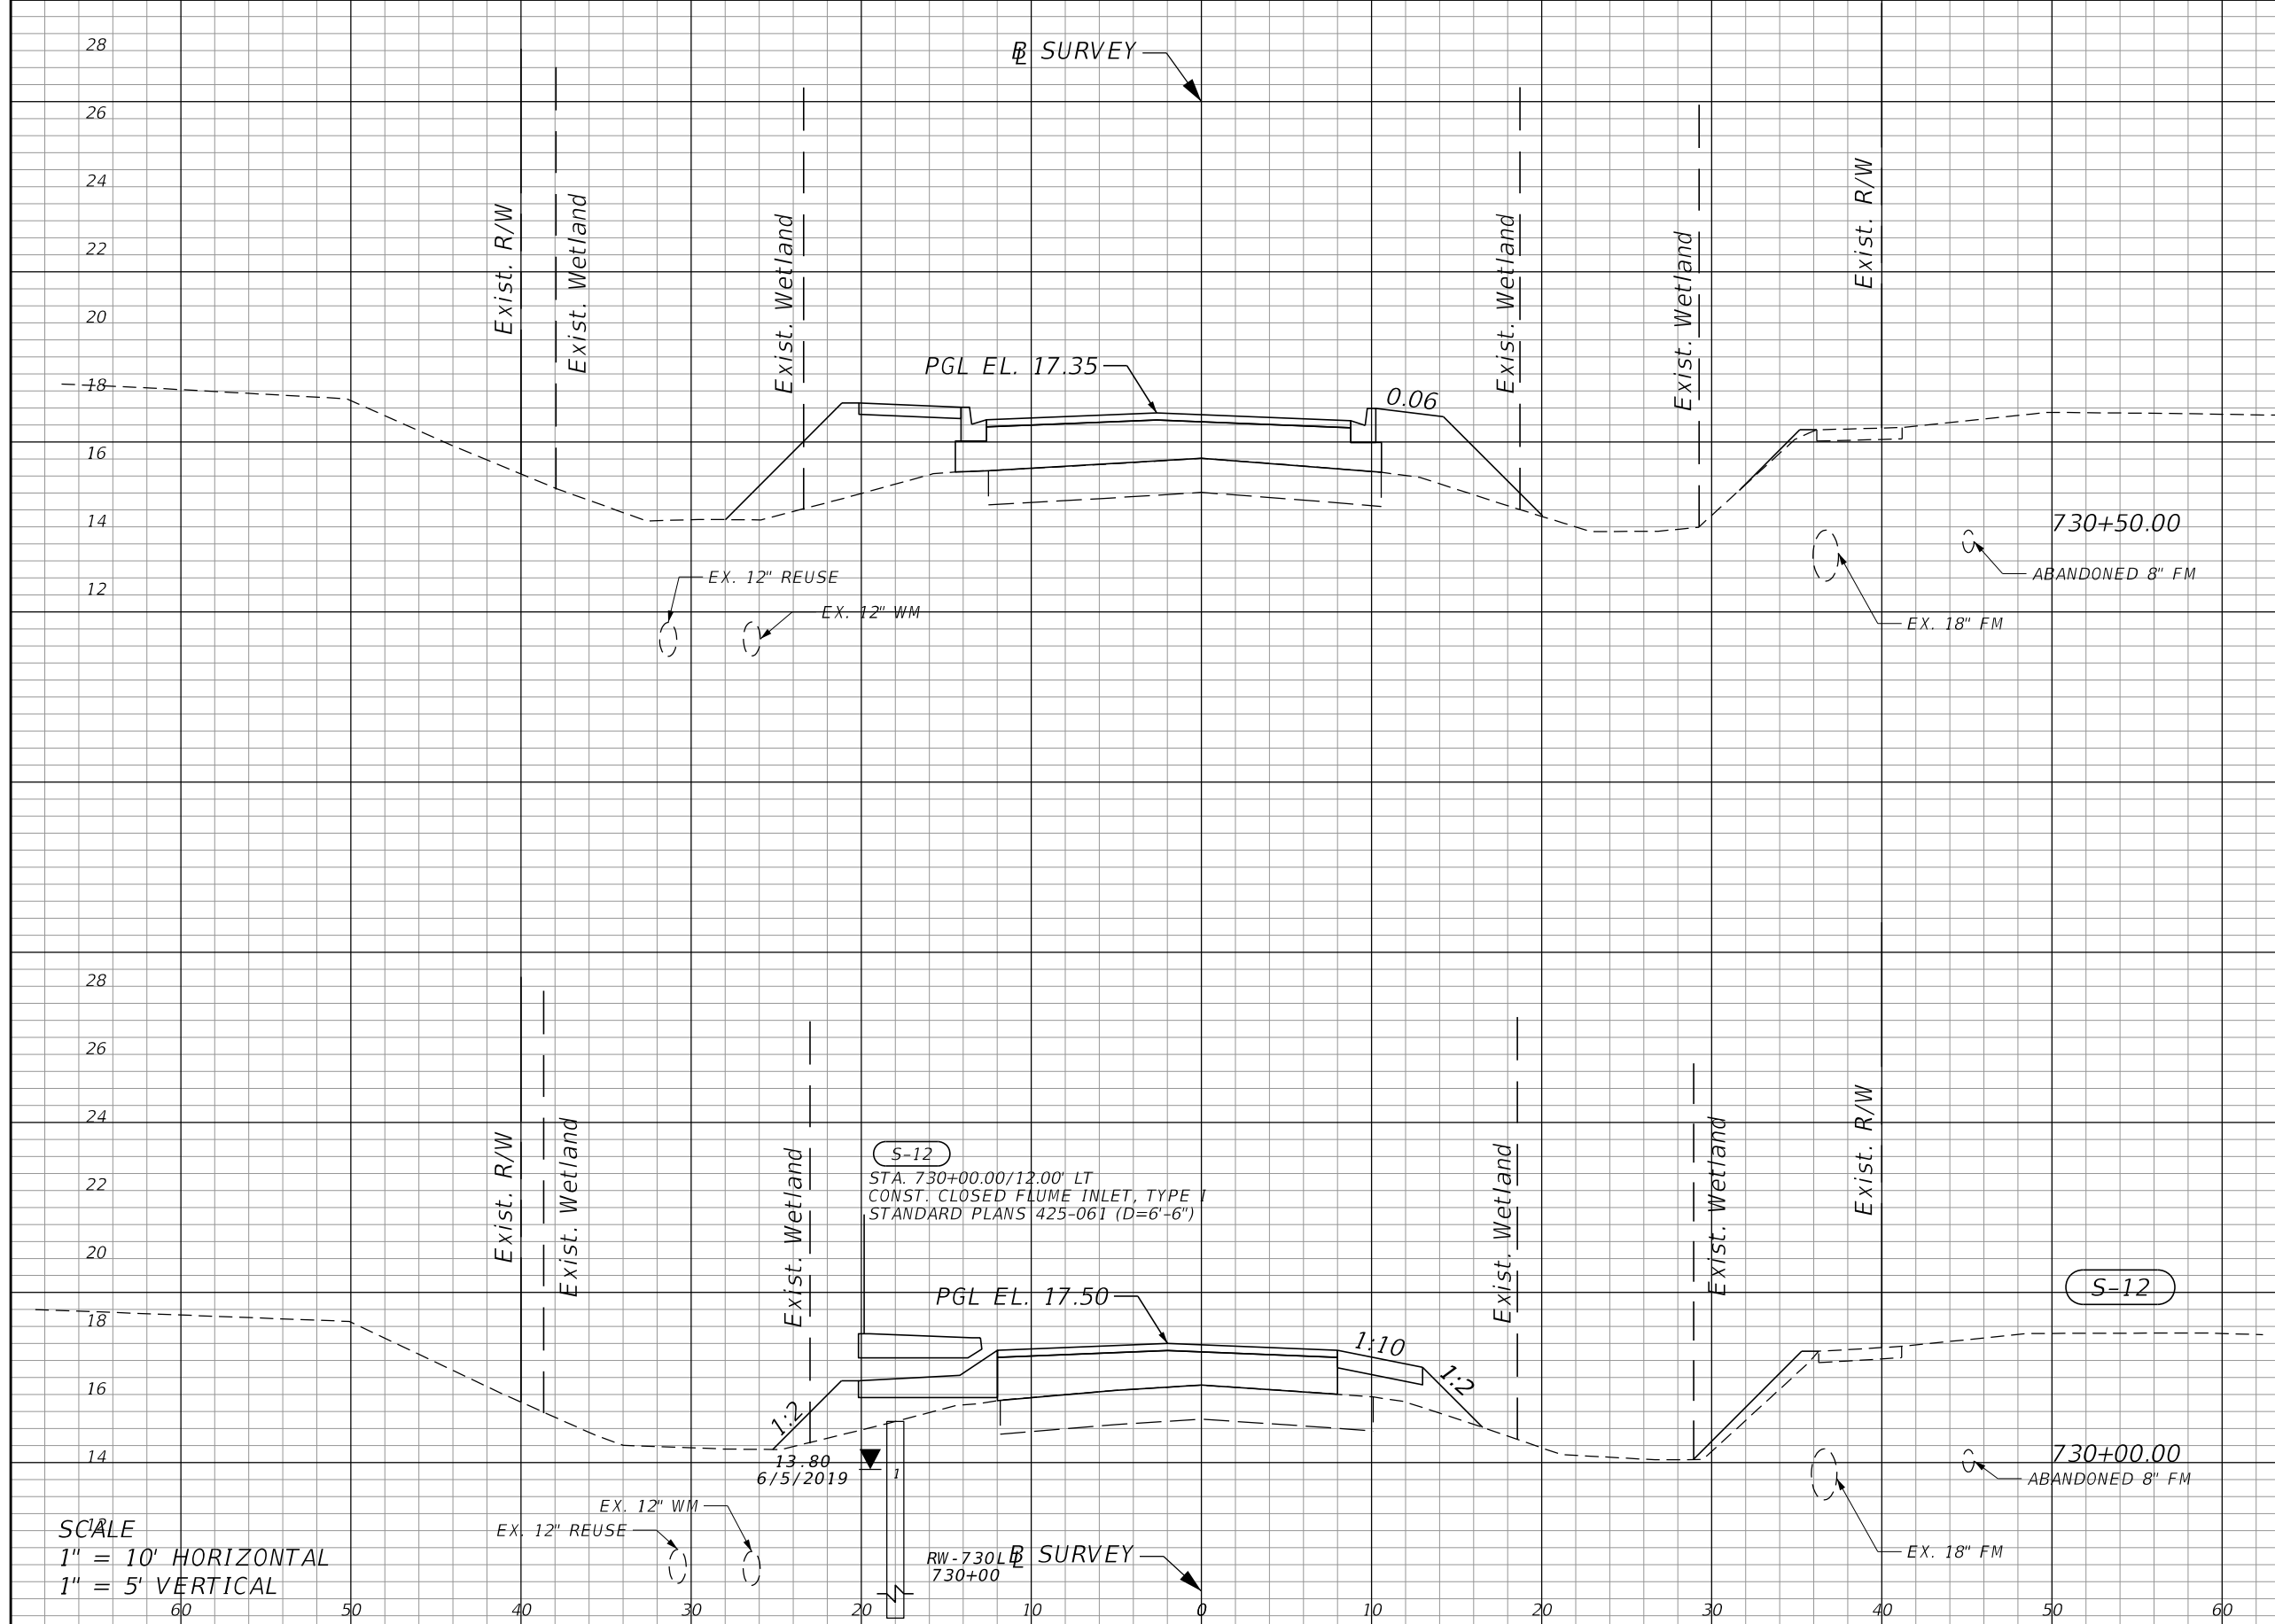 28
℄ SURVEY
26
24
22
20
18
16
14
12
Exist. R/W
Exist. Wetland
Exist. Wetland
Exist. Wetland
Exist. Wetland
Exist. R/W
PGL EL. 17.35
0.06
730+50.00
EX. 12" REUSE
EX. 12" WM
ABANDONED 8" FM
EX. 18" FM
28
26
24
22
20
18
16
14
12
Exist. R/W
Exist. Wetland
Exist. Wetland
Exist. Wetland
Exist. Wetland
Exist. R/W
S-12
STA. 730+00.00/12.00' LT
CONST. CLOSED FLUME INLET, TYPE I
STANDARD PLANS 425-061 (D=6'-6")
S-12
PGL EL. 17.50
1:10
1:2
1:2
13.80
6/5/2019
1
730+00.00
ABANDONED 8" FM
EX. 12" WM
EX. 12" REUSE
EX. 18" FM
RW-730LT
730+00
℄ SURVEY
SCALE
1" = 10' HORIZONTAL
1" = 5' VERTICAL
60 50 40 30 20 10 0 10 20 30 40 50 60